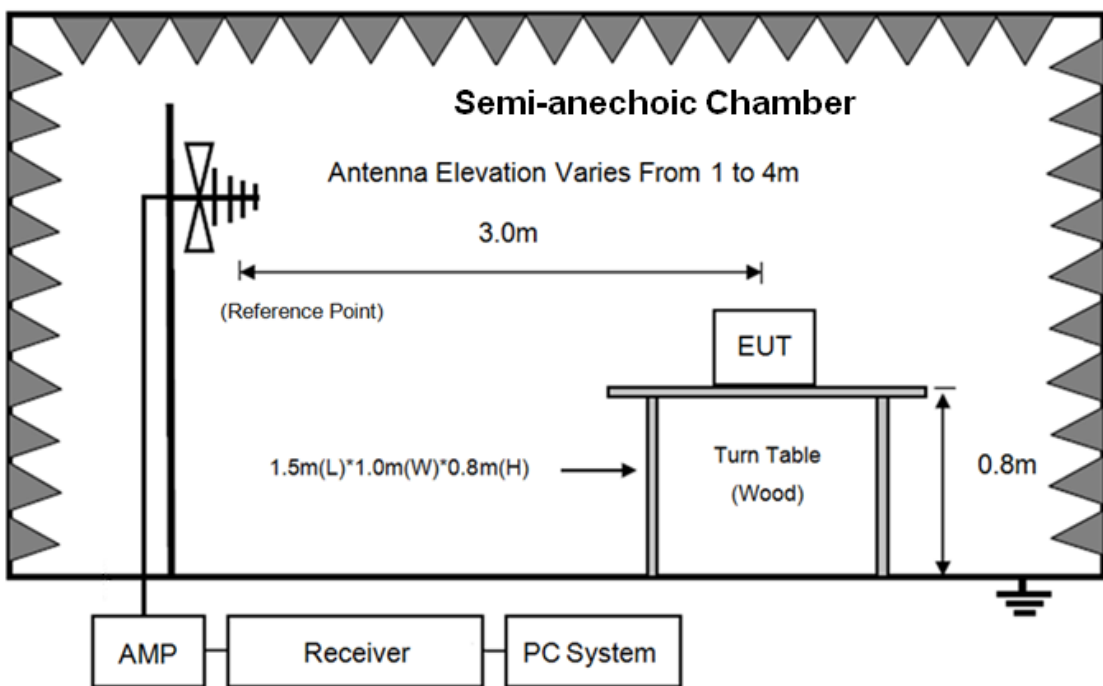 Semi-anechoic Chamber
Antenna Elevation Varies From 1 to 4m
3.0m
(Reference Point)
EUT
1.5m(L)*1.0m(W)*0.8m(H)
Turn Table
(Wood)
0.8m
AMP
Receiver
PC System